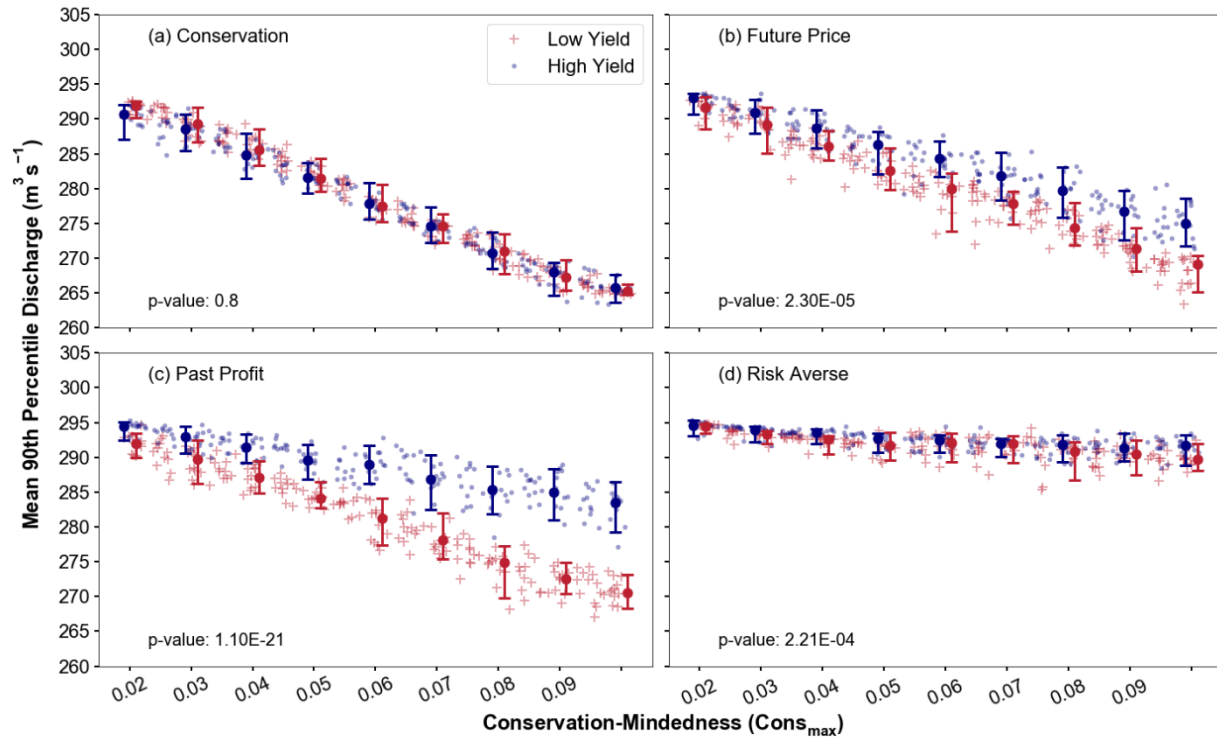 305
300
295
290
285
280
275
270
265
260
(a) Conservation
Low Yield
High Yield
p-value: 0.8
(b) Future Price
p-value: 2.30E-05
305
300
295
290
285
280
275
270
265
260
(c) Past Profit
p-value: 1.10E-21
(d) Risk Averse
p-value: 2.21E-04
0.02 0.03 0.04 0.05 0.06 0.07 0.08 0.09
0.02 0.03 0.04 0.05 0.06 0.07 0.08 0.09
Mean 90th Percentile Discharge (m³ s⁻¹)
Conservation-Mindedness (Consₘₐₓ)